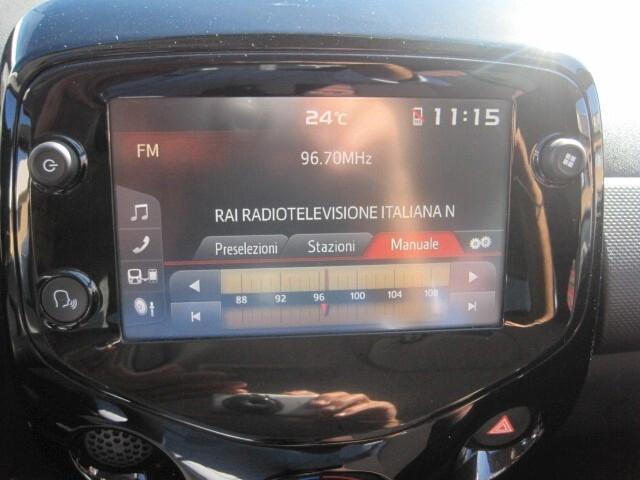 24°C 11:15
FM
96.70MHz
RAI RADIOTELEVISIONE ITALIANA N
Preselezioni Stazioni Manuale
88 92 96 100 104 108